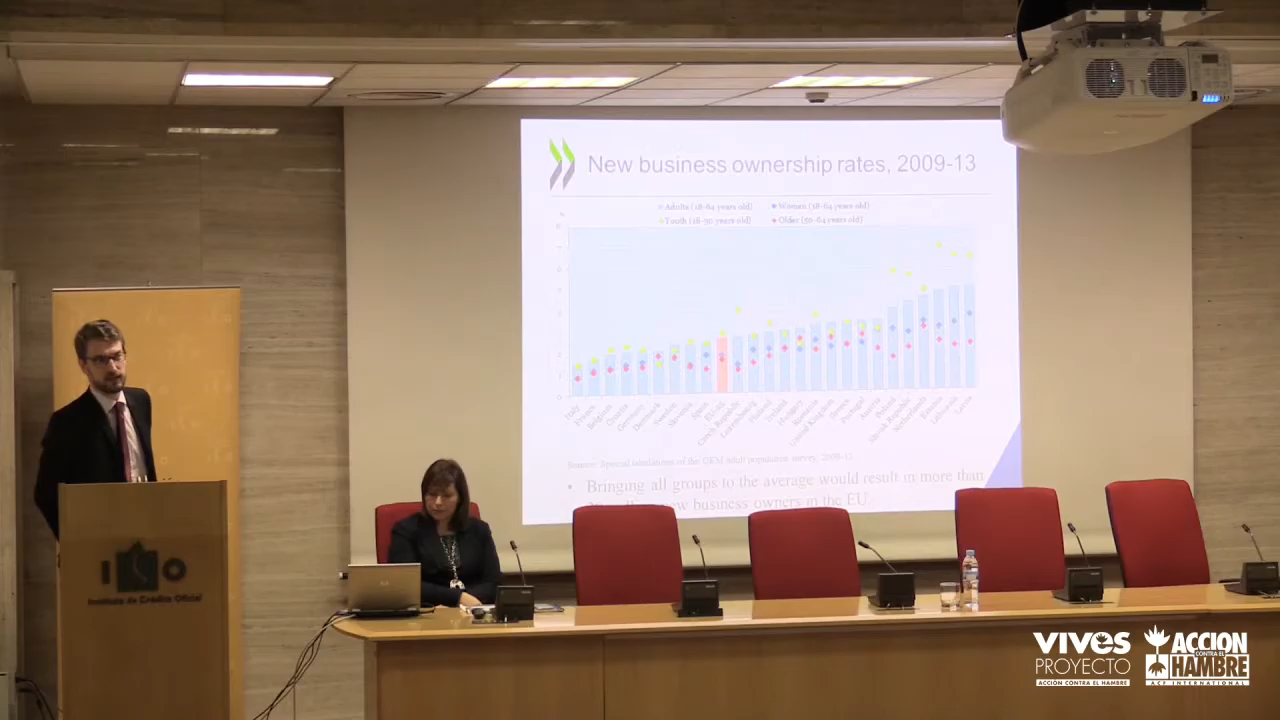 New business ownership rates, 2009-13
Adults (18-64 years old)
Women (18-64 years old)
Youth (18-30 years old)
Older (50-64 years old)
Italy
France
Belgium
Croatia
Germany
Denmark
Sweden
Slovenia
Spain
Czech Republic
Luxembourg
Finland
Ireland
Hungary
Romania
United Kingdom
Greece
Portugal
Austria
Poland
Slovak Republic
Netherlands
Estonia
Lithuania
Latvia
Source: Special tabulations of the GEM adult population survey, 2009-13
• Bringing all groups to the average would result in more than
new business owners in the EU
ICO
Instituto de Crédito Oficial
VIVES
PROYECTO
ACCIÓN CONTRA EL HAMBRE
ACCION
CONTRA EL
HAMBRE
ACF INTERNATIONAL